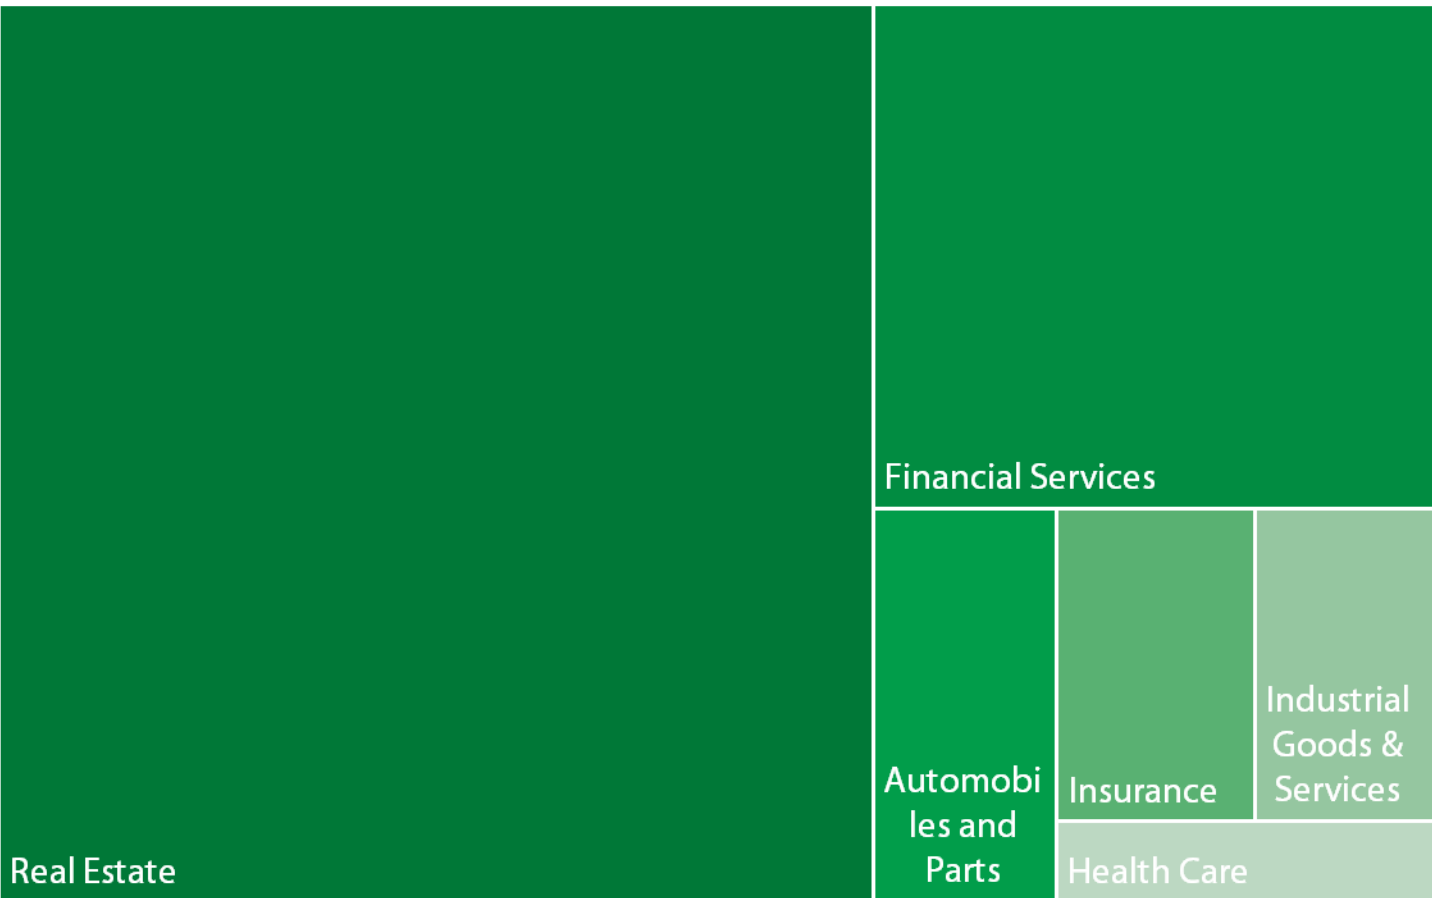 Real Estate
Financial Services
Automobi
les and
Parts
Insurance
Industrial
Goods &
Services
Health Care